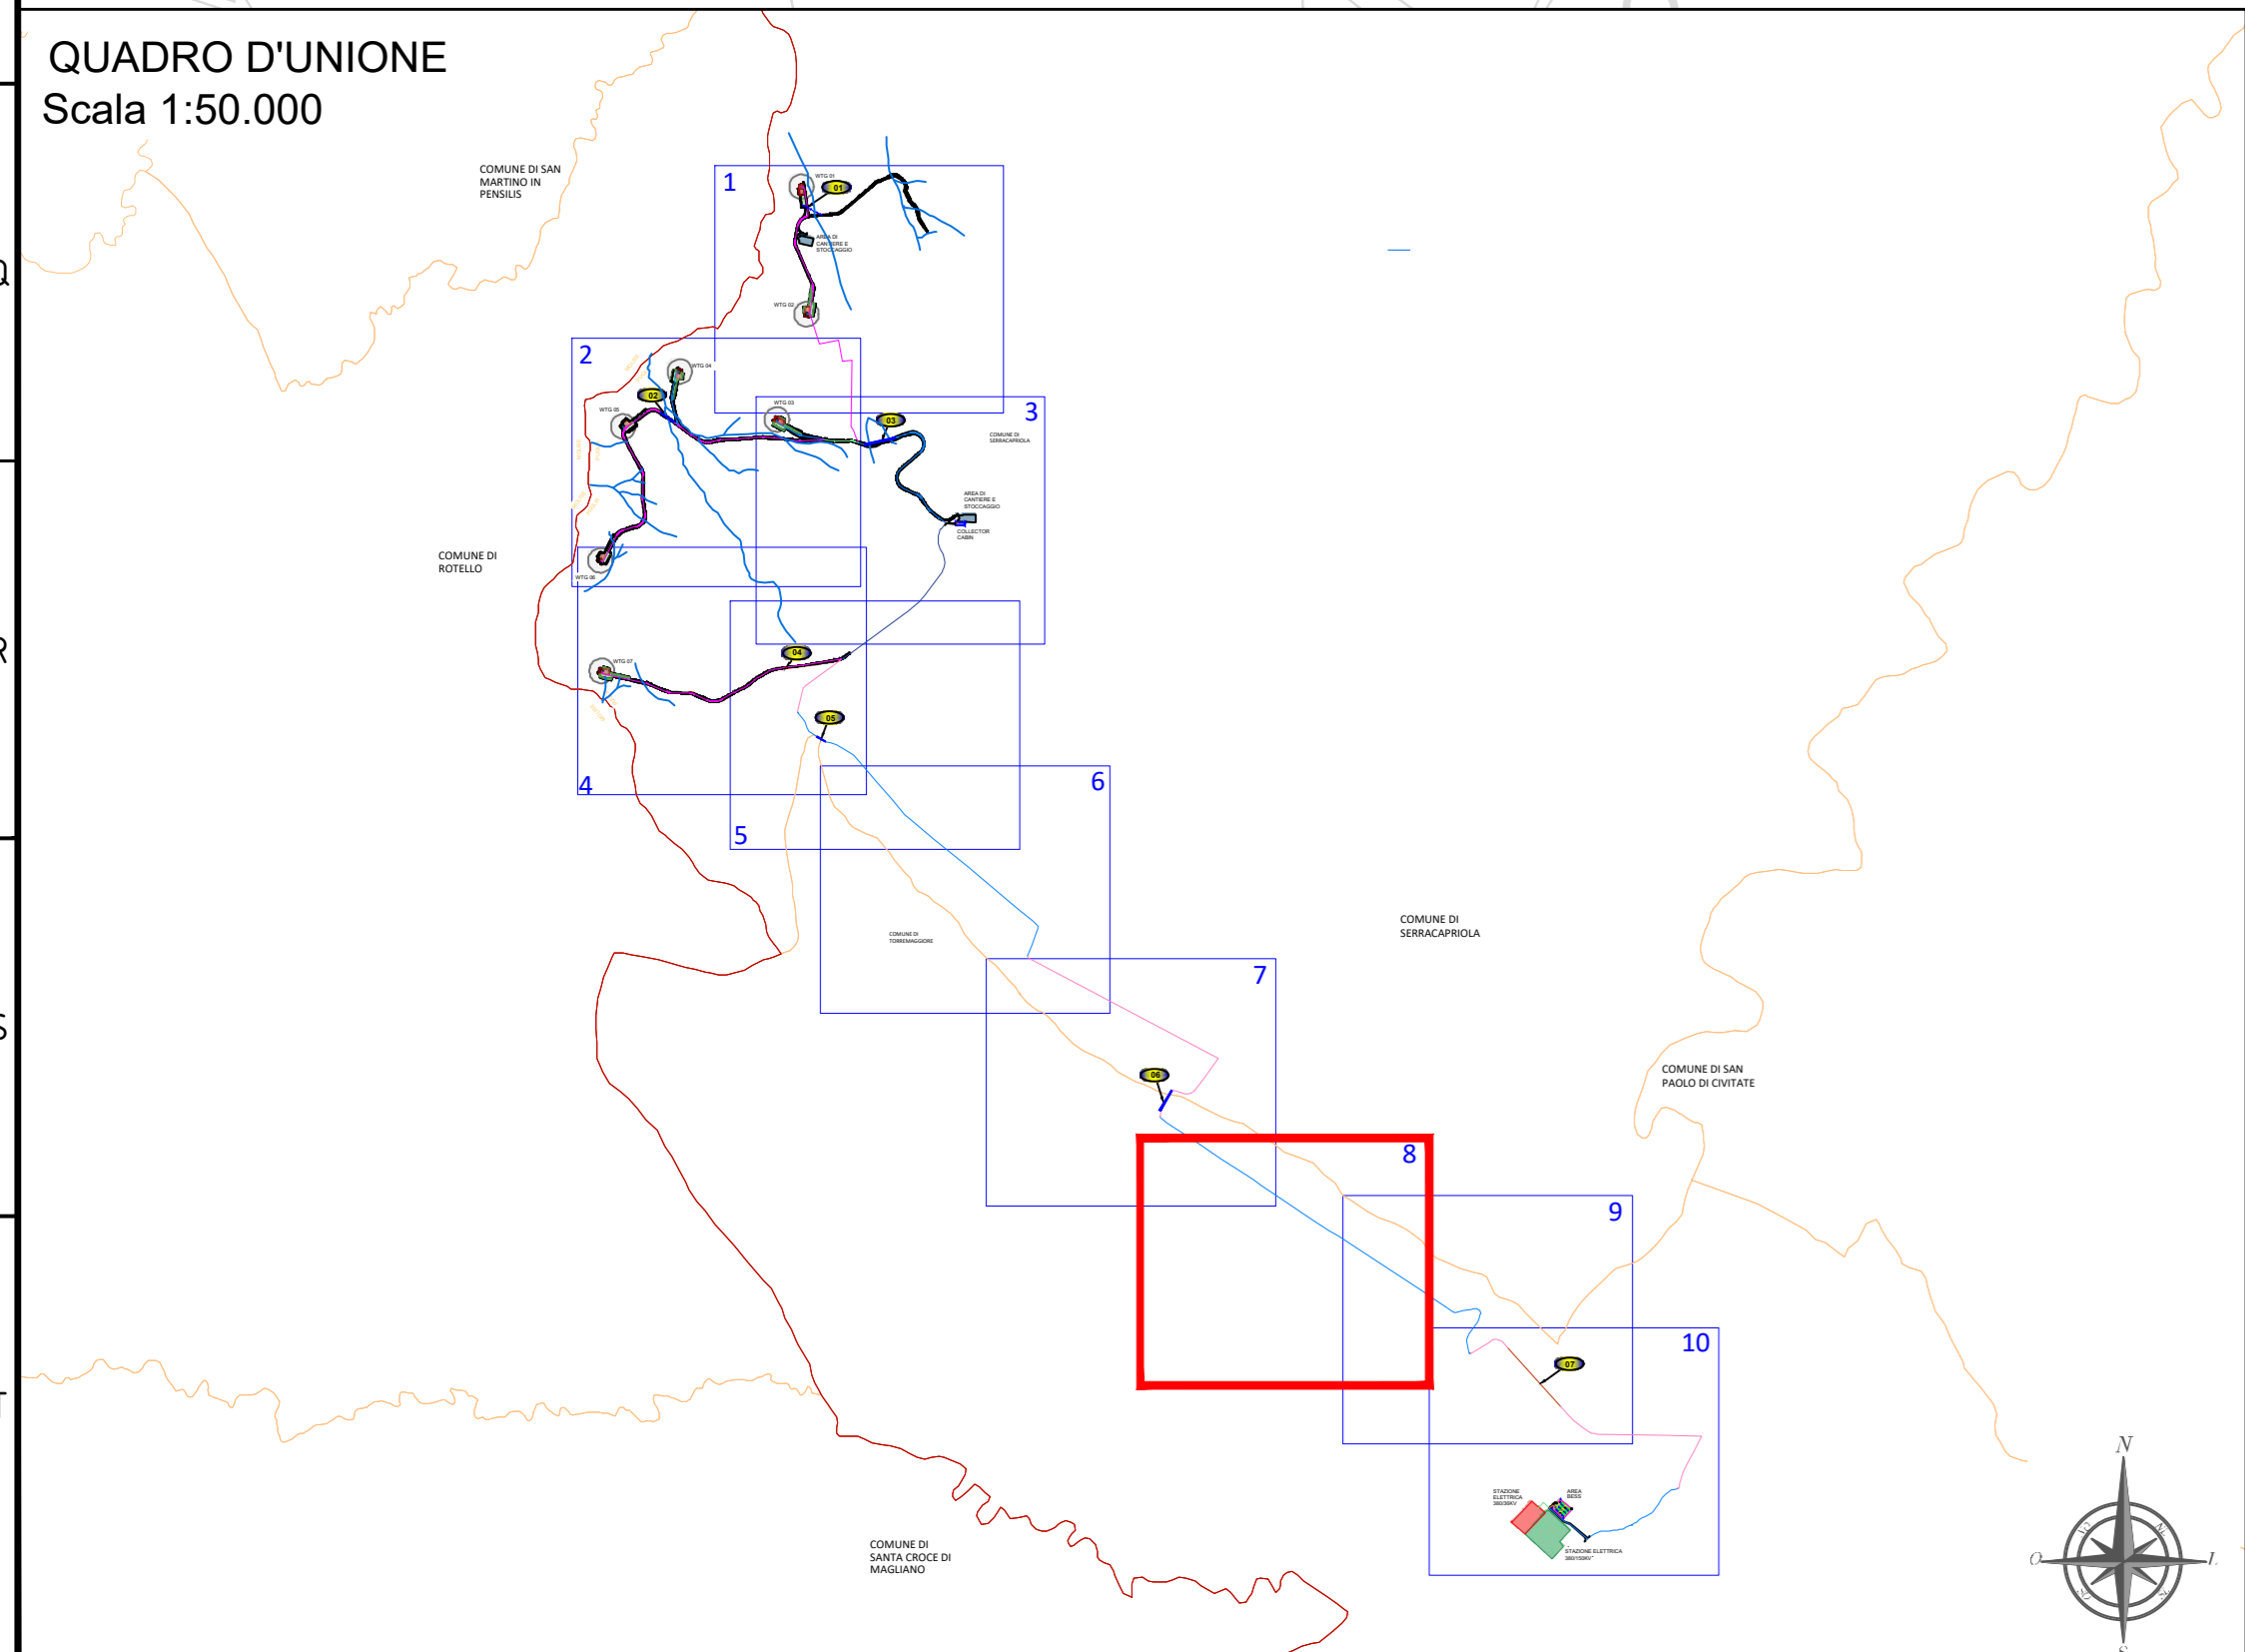 QUADRO D'UNIONE
Scala 1:50.000
COMUNE DI SAN
MARTINO IN
PENSILIS
1
WTG 01
01
AREA DI
CANTIERE E
STOCCAGGIO
WTG 02
Q
2
WTG 04
02
WTG 05
WTG 03
03
3
COMUNE DI
SERRACAPRIOLA
AREA DI
CANTIERE E
STOCCAGGIO
COLLECTOR
CABIN
COMUNE DI
ROTELLO
WTG 06
R
WTG 07
04
05
4
5
6
COMUNE DI
TORREMAGGIORE
COMUNE DI
SERRACAPRIOLA
7
S
06
COMUNE DI SAN
PAOLO DI CIVITATE
8
9
10
07
T
STAZIONE
ELETTRICA
380/36KV
AREA
BESS
STAZIONE ELETTRICA
380/150KV
COMUNE DI
SANTA CROCE DI
MAGLIANO
N
O
L
S